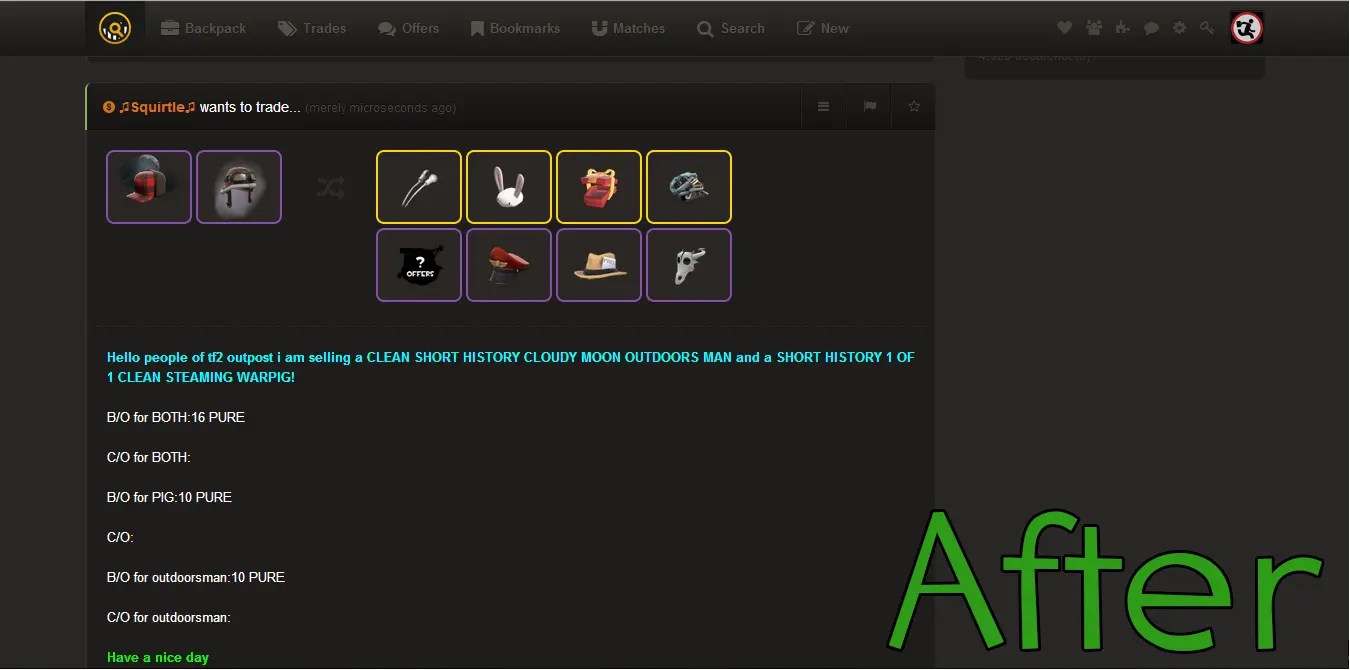 Backpack Trades Offers Bookmarks Matches Search New
♫Squirtle♫ wants to trade... (merely microseconds ago)
?
OFFERS
Hello people of tf2 outpost i am selling a CLEAN SHORT HISTORY CLOUDY MOON OUTDOORS MAN and a SHORT HISTORY 1 OF
1 CLEAN STEAMING WARPIG!
B/O for BOTH:16 PURE
C/O for BOTH:
B/O for PIG:10 PURE
C/O:
B/O for outdoorsman:10 PURE
C/O for outdoorsman:
Have a nice day
After